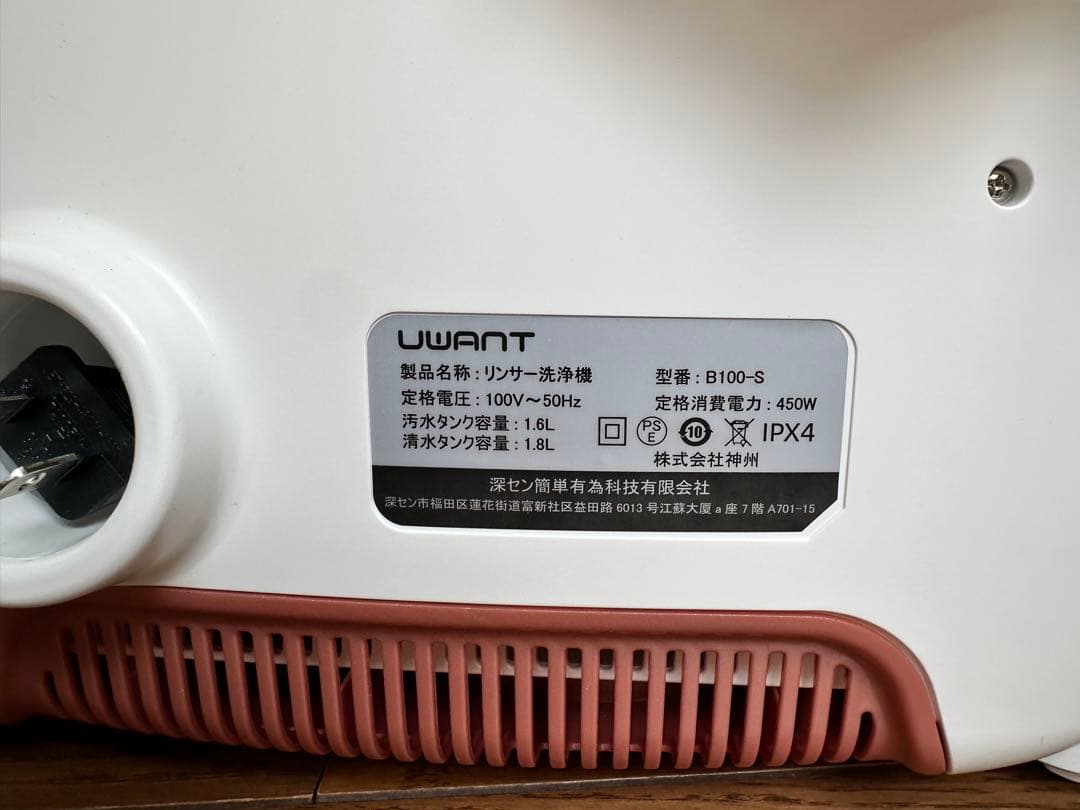 UWANT
製品名称：リンサー洗浄機
型番：B100-S
定格電圧：100V～50Hz
定格消費電力：450W
汚水タンク容量：1.6L
清水タンク容量：1.8L
PS
E
10
IPX4
株式会社神州
深セン簡単有為科技有限会社
深セン市福田区蓮花街道富新社区益田路 6013 号江蘇大厦 a 座 7 階 A701-15